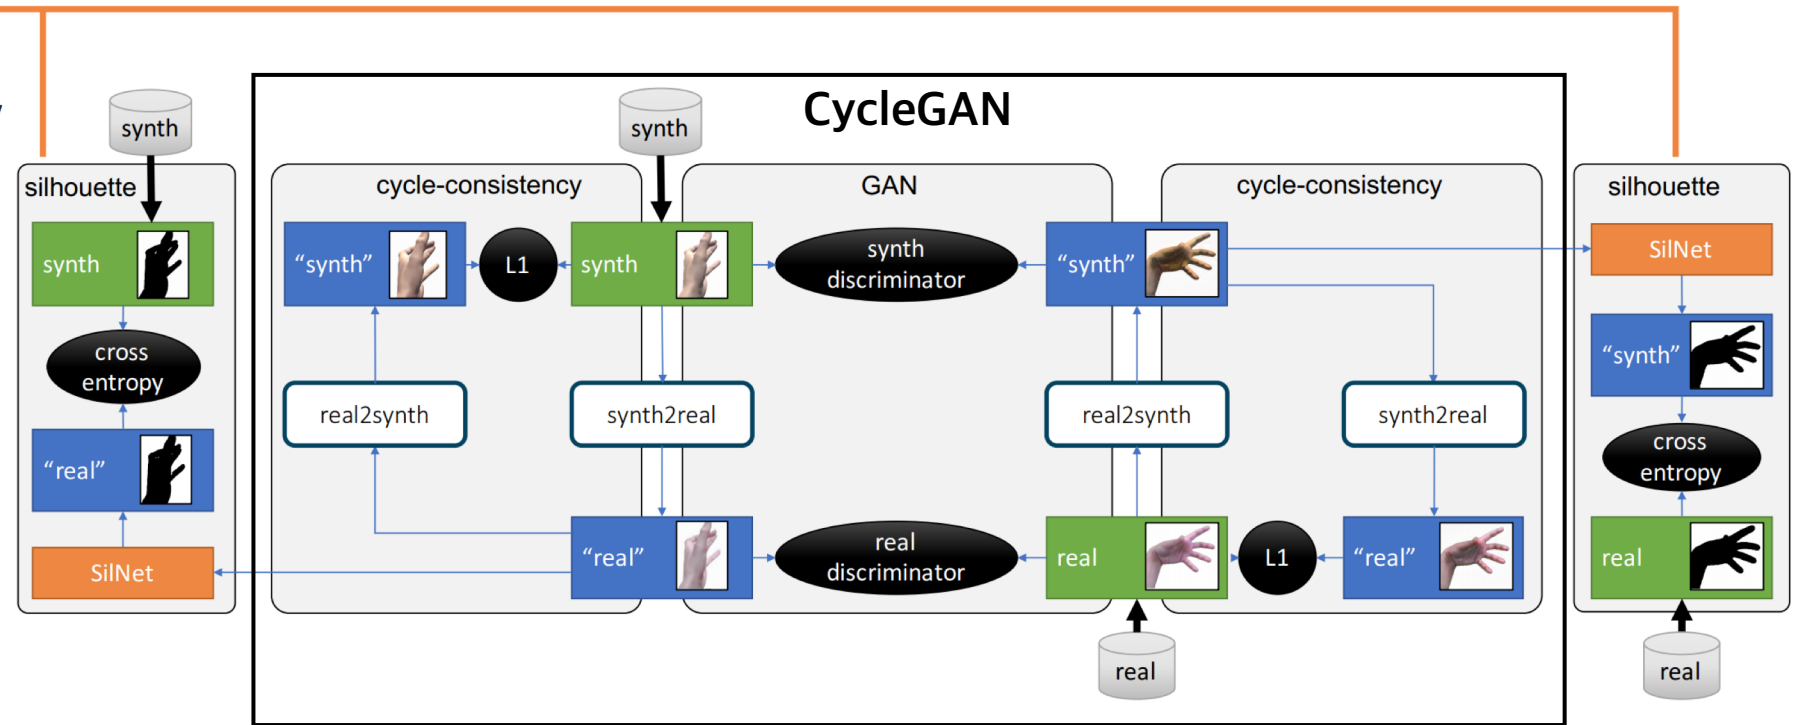 CycleGAN
synth
synth
silhouette
cycle-consistency
GAN
cycle-consistency
silhouette
synth
“synth”
L1
synth
synth
discriminator
“synth”
SilNet
cross
entropy
“synth”
real2synth
synth2real
real2synth
synth2real
“real”
cross
entropy
SilNet
“real”
real
discriminator
real
L1
“real”
real
real
real